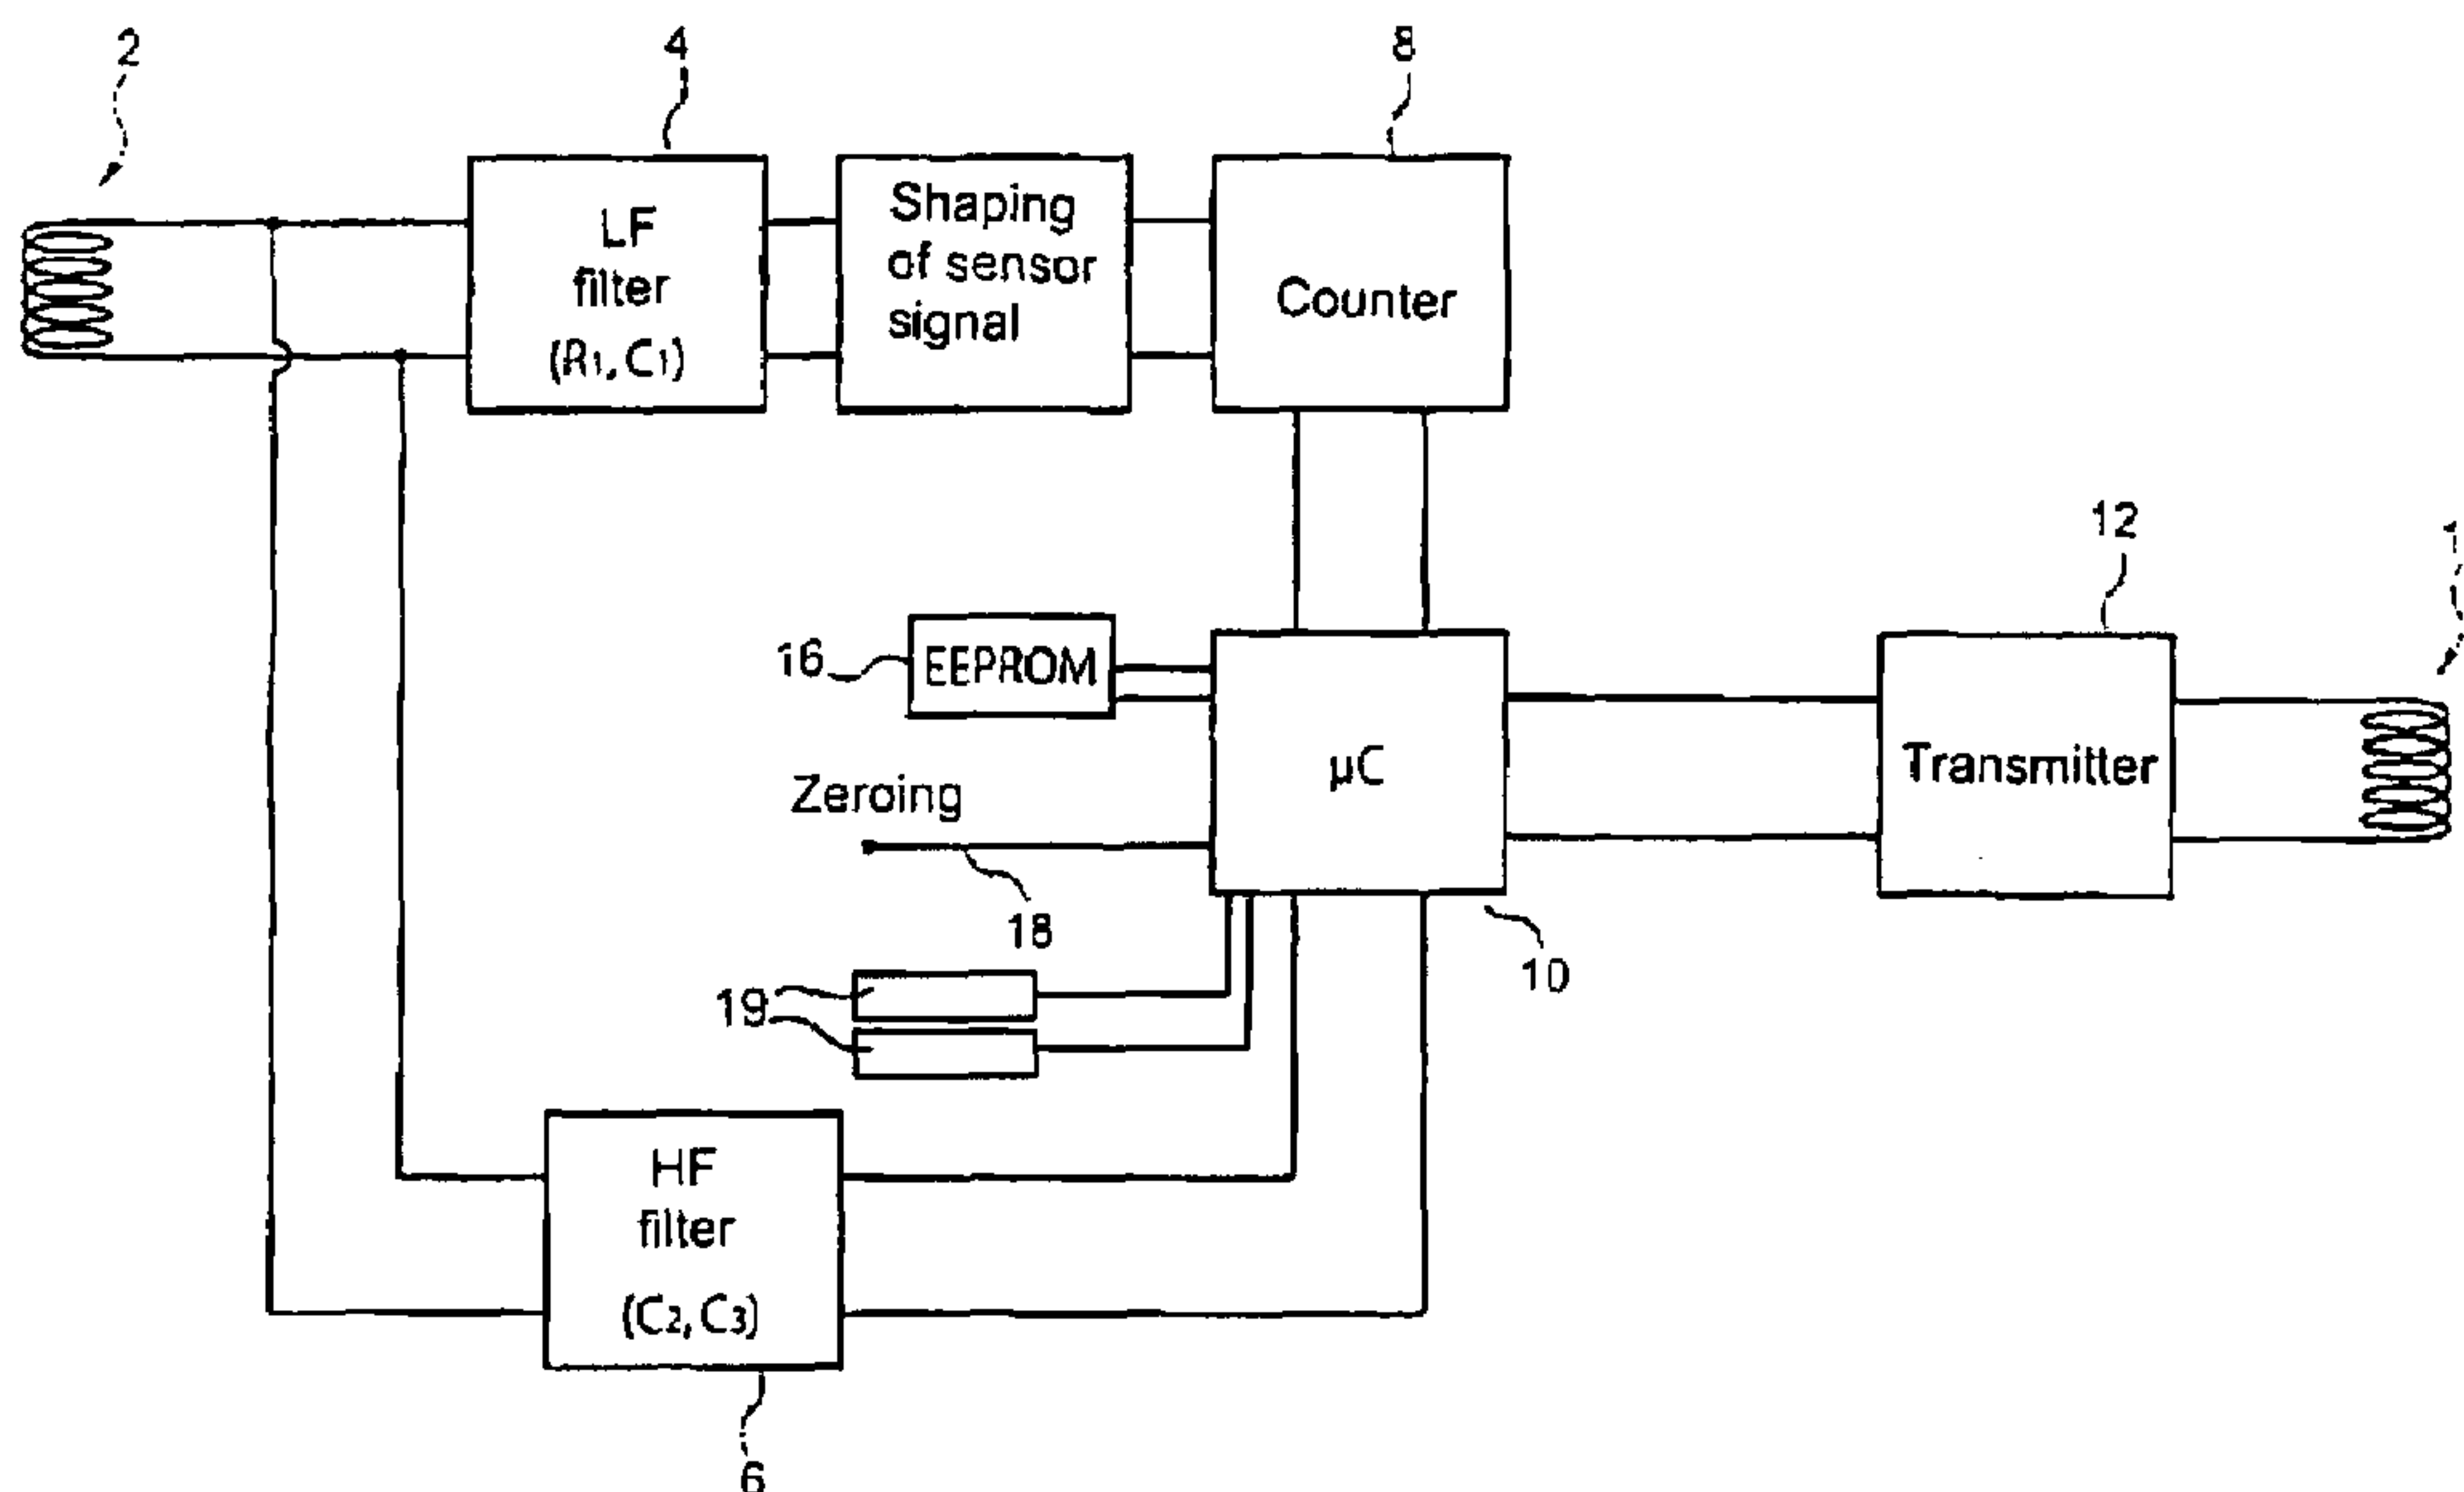 2
4
8
LF
filter
(R1, C1)
Shaping
of sensor
signal
Counter
12
1
16
EEPROM
µC
Transmitter
Zeroing
18
10
19
HF
filter
(C2, C3)
6